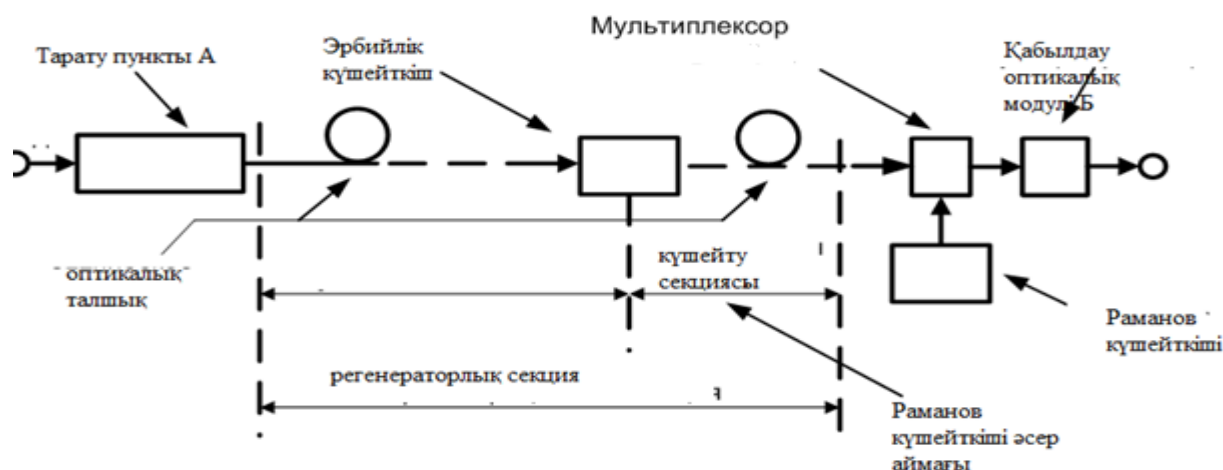 Мультиплексор
Тарату пункты А
Эрбийлік
күшейткіш
Қабылдау
оптикалық
модулі Б
оптикалық
талшық
күшейту
секциясы
Раманов
күшейткіші
регенераторлық секция
Раманов
күшейткіші әсер
аймағы